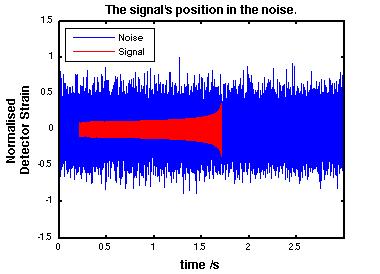 The signal's position in the noise.
Noise
Signal
Normalised
Detector Strain
1.5
1
0.5
0
-0.5
-1
-1.5
0
0.5
1
1.5
2
2.5
time /s